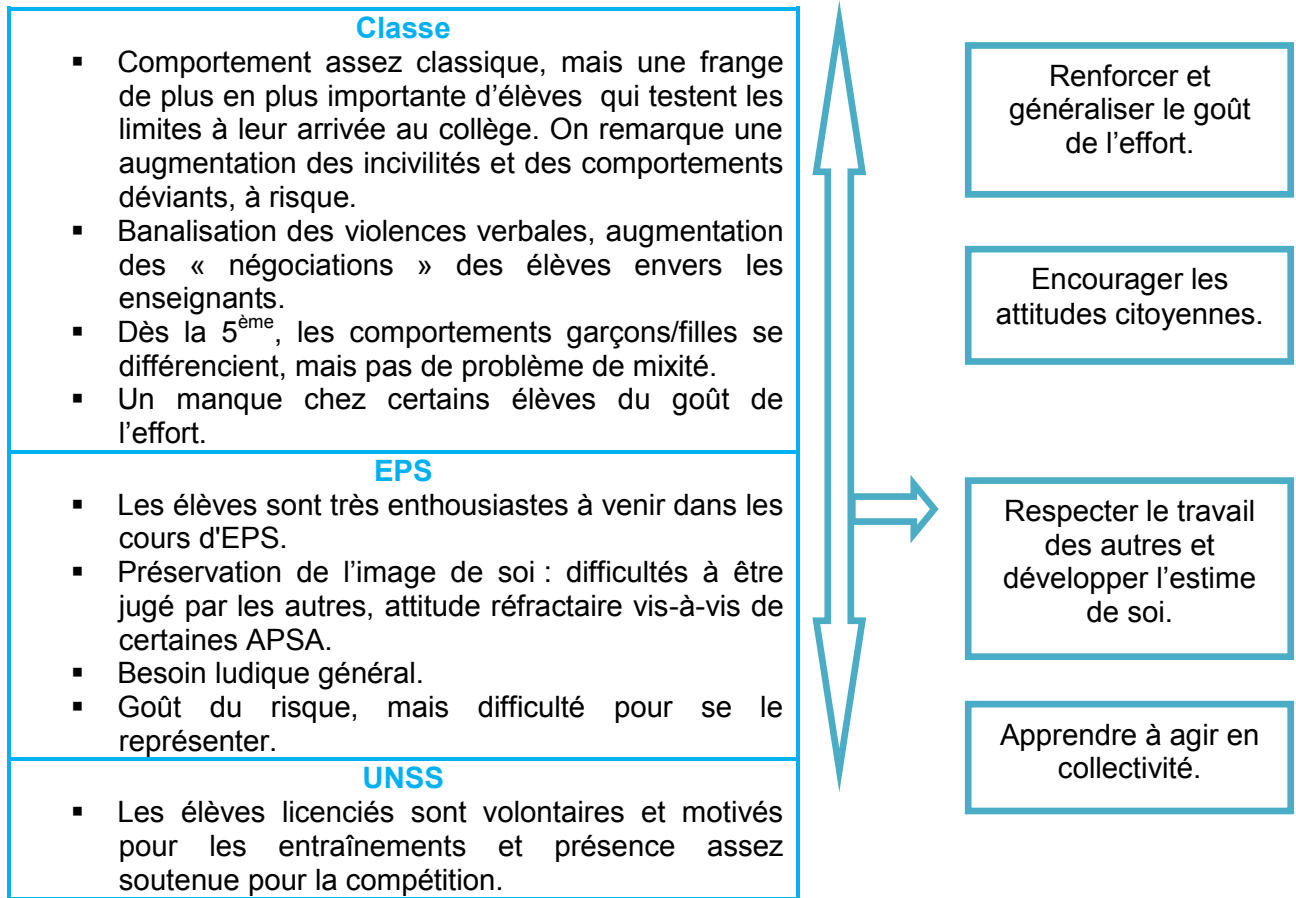 Classe
▪ Comportement assez classique, mais une frange
de plus en plus importante d’élèves qui testent les
limites à leur arrivée au collège. On remarque une
augmentation des incivilités et des comportements
déviants, à risque.
▪ Banalisation des violences verbales, augmentation
des « négociations » des élèves envers les
enseignants.
▪ Dès la 5ème, les comportements garçons/filles se
différencient, mais pas de problème de mixité.
▪ Un manque chez certains élèves du goût de
l’effort.
EPS
▪ Les élèves sont très enthousiastes à venir dans les
cours d'EPS.
▪ Préservation de l’image de soi : difficultés à être
jugé par les autres, attitude réfractaire vis-à-vis de
certaines APSA.
▪ Besoin ludique général.
▪ Goût du risque, mais difficulté pour se le
représenter.
UNSS
▪ Les élèves licenciés sont volontaires et motivés
pour les entraînements et présence assez
soutenue pour la compétition.
Renforcer et
généraliser le goût
de l’effort.
Encourager les
attitudes citoyennes.
Respecter le travail
des autres et
développer l’estime
de soi.
Apprendre à agir en
collectivité.